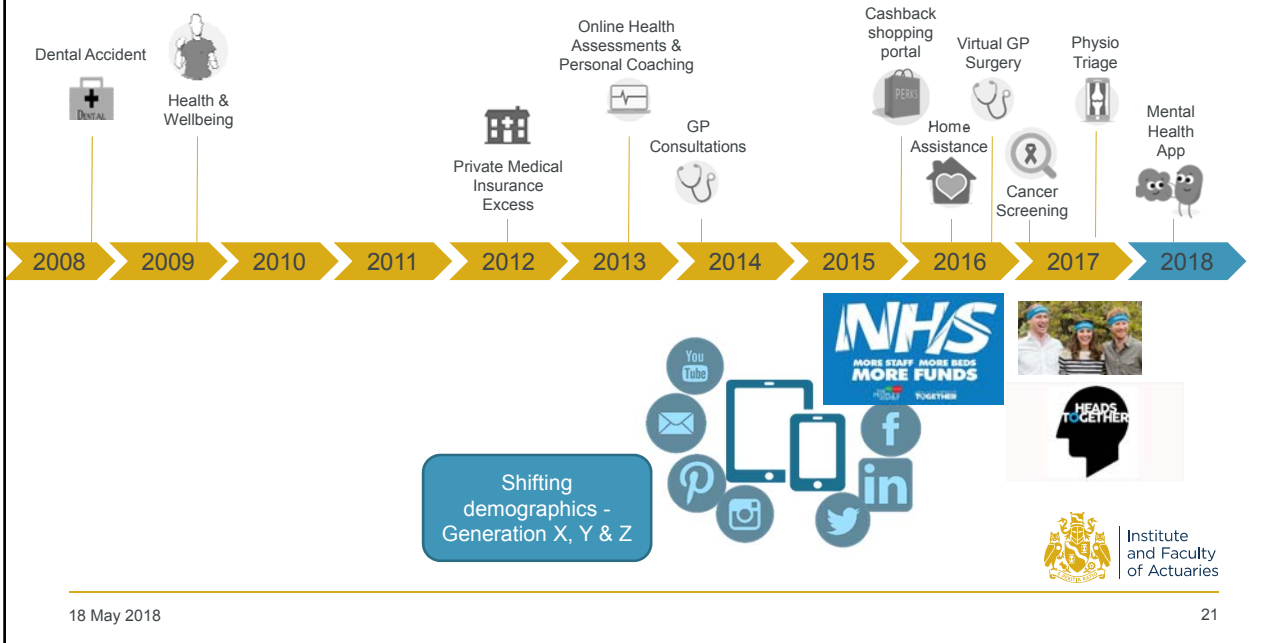 Dental Accident
DENTAL
Health &
Wellbeing
Private Medical
Insurance
Excess
Online Health
Assessments &
Personal Coaching
GP
Consultations
Cashback
shopping
portal
PERKS
Home
Assistance
Virtual GP
Surgery
Cancer
Screening
Physio
Triage
Mental
Health
App
2008
2009
2010
2011
2012
2013
2014
2015
2016
2017
2018
You
Tube
NHS
MORE STAFF MORE BEDS
MORE FUNDS
TOGETHER
f
in
HEADS
TOGETHER
Shifting
demographics -
Generation X, Y & Z
Institute
and Faculty
of Actuaries
18 May 2018
21